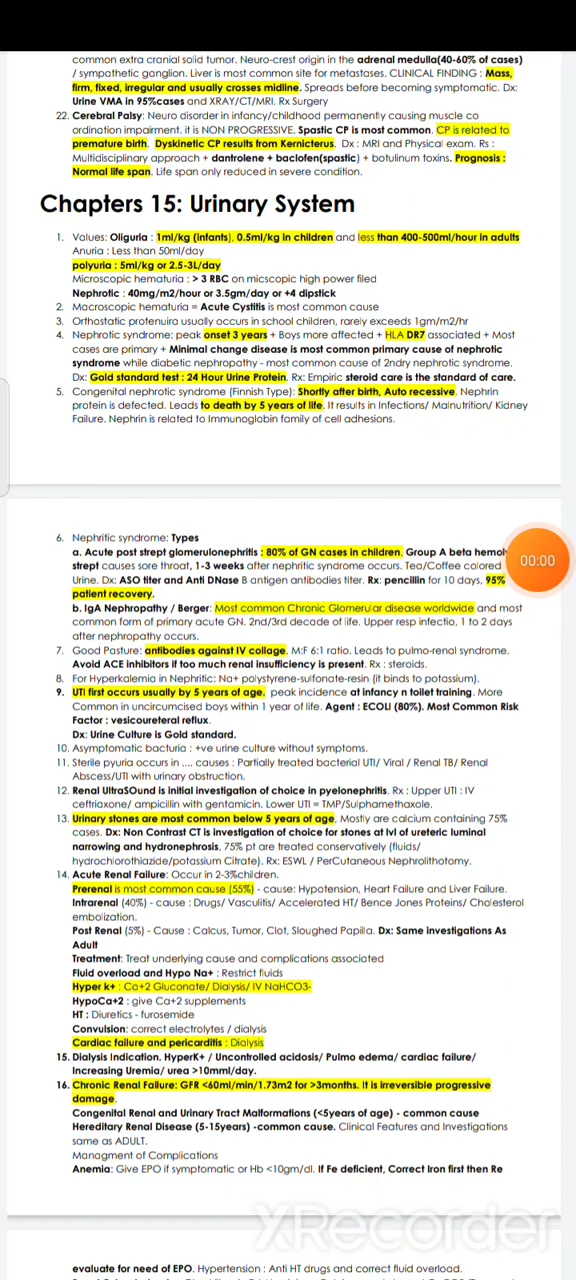 common extra cranial solid tumor. Neuro-crest origin in the adrenal medulla(40-60% of cases)
/ sympathetic ganglion. Liver is most common site for metastases. CLINICAL FINDING : Mass,
firm, fixed, irregular and usually crosses midline. Spreads before becoming symptomatic. Dx:
Urine VMA in 95%cases and XRAY/CT/MRI. Rx Surgery
22. Cerebral Palsy: Neuro disorder in infancy/childhood permanently causing muscle co
ordination impairment. it is NON PROGRESSIVE. Spastic CP is most common. CP is related to
premature birth. Dyskinetic CP results from Kernicterus. Dx : MRI and Physical exam. Rs :
Multidisciplinary approach + dantrolene + baclofen(spastic) + botulinum toxins. Prognosis :
Normal life span. Life span only reduced in severe condition.
Chapters 15: Urinary System
1. Values: Oliguria : 1ml/kg (infants), 0.5ml/kg in children and less than 400-500ml/hour in adults
Anuria : Less than 50ml/day
polyuria : 5ml/kg or 2.5-3L/day
Microscopic hematuria : > 3 RBC on micscopic high power filed
Nephrotic : 40mg/m2/hour or 3.5gm/day or +4 dipstick
2. Macroscopic hematuria = Acute Cystitis is most common cause
3. Orthostatic protenuira usually occurs in school children, rarely exceeds 1gm/m2/hr
4. Nephrotic syndrome: peak onset 3 years + Boys more affected + HLA DR7 associated + Most
cases are primary + Minimal change disease is most common primary cause of nephrotic
syndrome while diabetic nephropathy - most common cause of 2ndry nephrotic syndrome.
Dx: Gold standard test : 24 Hour Urine Protein. Rx: Empiric steroid care is the standard of care.
5. Congenital nephrotic syndrome (Finnish Type): Shortly after birth, Auto recessive. Nephrin
protein is defected. Leads to death by 5 years of life. It results in Infections/ Malnutrition/ Kidney
Failure. Nephrin is related to Immunoglobin family of cell adhesions.
6. Nephritic syndrome: Types
a. Acute post strept glomerulonephritis : 80% of GN cases in children. Group A beta hemol
strept causes sore throat, 1-3 weeks after nephritic syndrome occurs. Tea/Coffee colored
Urine. Dx: ASO titer and Anti DNase B antigen antibodies titer. Rx: pencillin for 10 days, 95%
patient recovery.
b. IgA Nephropathy / Berger: Most common Chronic Glomerular disease worldwide and most
common form of primary acute GN. 2nd/3rd decade of life. Upper resp infectio, 1 to 2 days
after nephropathy occurs.
7. Good Pasture: antibodies against IV collage. M:F 6:1 ratio. Leads to pulmo-renal syndrome.
Avoid ACE inhibitors if too much renal insufficiency is present. Rx : steroids.
8. For Hyperkalemia in Nephritic: Na+ polystyrene-sulfonate-resin (it binds to potassium).
9. UTI first occurs usually by 5 years of age. peak incidence at infancy n toilet training. More
Common in uncircumcised boys within 1 year of life. Agent : ECOLI (80%). Most Common Risk
Factor : vesicoureteral reflux.
Dx: Urine Culture is Gold standard.
10. Asymptomatic bacturia : +ve urine culture without symptoms.
11. Sterile pyuria occurs in .... causes : Partially treated bacterial UTI/ Viral / Renal TB/ Renal
Abscess/UTI with urinary obstruction.
12. Renal UltraSOund is initial investigation of choice in pyelonephritis. Rx : Upper UTI : IV
ceftriaxone/ ampicillin with gentamicin. Lower UTI = TMP/Sulphamethaxole.
13. Urinary stones are most common below 5 years of age. Mostly are calcium containing 75%
cases. Dx: Non Contrast CT is investigation of choice for stones at lvl of ureteric luminal
narrowing and hydronephrosis. 75% pt are treated conservatively (fluids/
hydrochlorothiazide/potassium Citrate). Rx: ESWL / PerCutaneous Nephrolithotomy.
14. Acute Renal Failure: Occur in 2-3%children.
Prerenal is most common cause (55%) - cause: Hypotension, Heart Failure and Liver Failure.
Intrarenal (40%) - cause : Drugs/ Vasculitis/ Accelerated HT/ Bence Jones Proteins/ Cholesterol
embolization.
Post Renal (5%) - Cause : Calcus, Tumor, Clot, Sloughed Papilla. Dx: Same investigations As
Adult
Treatment: Treat underlying cause and complications associated
Fluid overload and Hypo Na+ : Restrict fluids
Hyper k+ : Ca+2 Gluconate/ Dialysis/ IV NaHCO3-
HypoCa+2 : give Ca+2 supplements
HT : Diuretics - furosemide
Convulsion: correct electrolytes / dialysis
Cardiac failure and pericarditis : Dialysis
15. Dialysis Indication. HyperK+ / Uncontrolled acidosis/ Pulmo edema/ cardiac failure/
Increasing Uremia/ urea >10mml/day.
16. Chronic Renal Failure: GFR <60ml/min/1.73m2 for >3months. It is irreversible progressive
damage.
Congenital Renal and Urinary Tract Malformations (<5years of age) - common cause
Hereditary Renal Disease (5-15years) -common cause. Clinical Features and Investigations
same as ADULT.
Managment of Complications
Anemia: Give EPO if symptomatic or Hb <10gm/dl. If Fe deficient, Correct Iron first then Re
evaluate for need of EPO. Hypertension : Anti HT drugs and correct fluid overload.
00:00
XRecorder